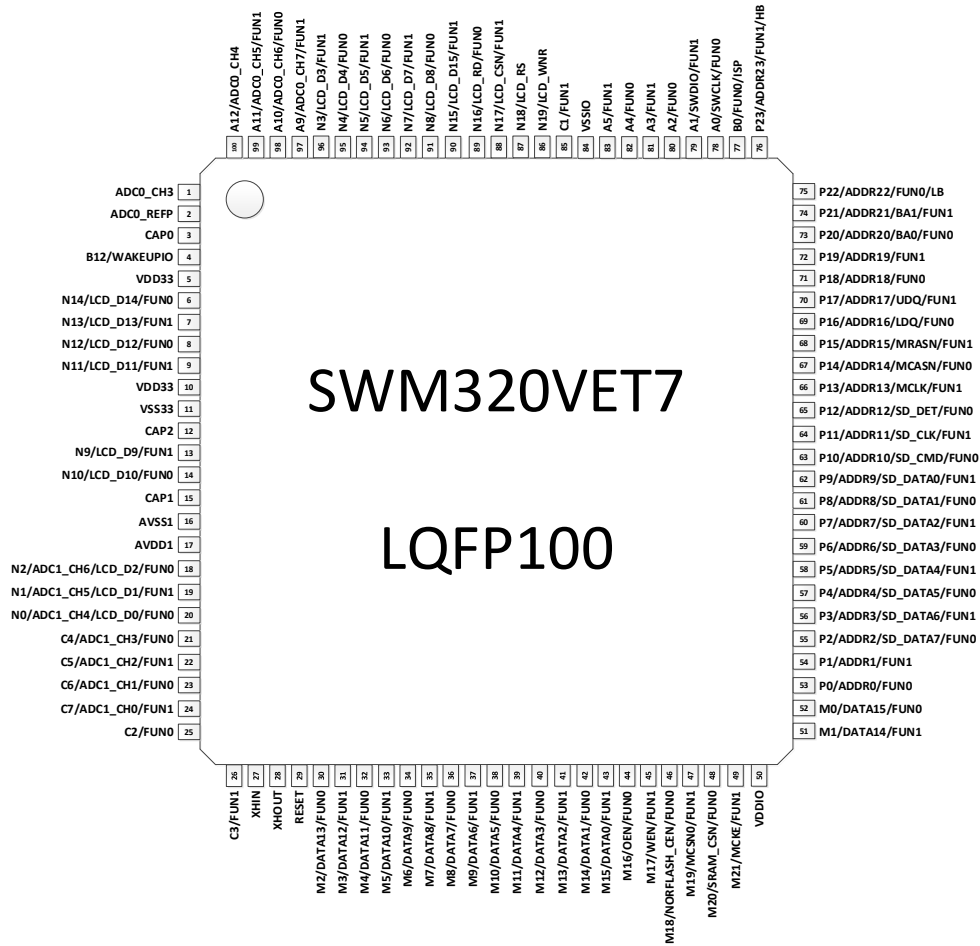 A12/ADC0_CH4
A11/ADC0_CH5/FUN1
A10/ADC0_CH6/FUN0
A9/ADC0_CH7/FUN1
N3/LCD_D3/FUN1
N4/LCD_D4/FUN0
N5/LCD_D5/FUN1
N6/LCD_D6/FUN0
N7/LCD_D7/FUN1
N8/LCD_D8/FUN0
N15/LCD_D15/FUN1
N16/LCD_RD/FUN0
N17/LCD_CSN/FUN1
N18/LCD_RS
N19/LCD_WNR
C1/FUN1
VSSIO
A5/FUN1
A4/FUN0
A3/FUN1
A2/FUN0
A1/SWDIO/FUN1
A0/SWCLK/FUN0
B0/FUN0/ISP
P23/ADDR23/FUN1/HB
100
99
98
97
96
95
94
93
92
91
90
89
88
87
86
85
84
83
82
81
80
79
78
77
76
ADC0_CH3 1
ADC0_REFP 2
CAP0 3
B12/WAKEUPIO 4
VDD33 5
N14/LCD_D14/FUN0 6
N13/LCD_D13/FUN1 7
N12/LCD_D12/FUN0 8
N11/LCD_D11/FUN1 9
VDD33 10
VSS33 11
CAP2 12
N9/LCD_D9/FUN1 13
N10/LCD_D10/FUN0 14
CAP1 15
AVSS1 16
AVDD1 17
N2/ADC1_CH6/LCD_D2/FUN0 18
N1/ADC1_CH5/LCD_D1/FUN1 19
N0/ADC1_CH4/LCD_D0/FUN0 20
C4/ADC1_CH3/FUN0 21
C5/ADC1_CH2/FUN1 22
C6/ADC1_CH1/FUN0 23
C7/ADC1_CH0/FUN1 24
C2/FUN0 25
SWM320VET7
LQFP100
75 P22/ADDR22/FUN0/LB
74 P21/ADDR21/BA1/FUN1
73 P20/ADDR20/BA0/FUN0
72 P19/ADDR19/FUN1
71 P18/ADDR18/FUN0
70 P17/ADDR17/UDQ/FUN1
69 P16/ADDR16/LDQ/FUN0
68 P15/ADDR15/MRASN/FUN1
67 P14/ADDR14/MCASN/FUN0
66 P13/ADDR13/MCLK/FUN1
65 P12/ADDR12/SD_DET/FUN0
64 P11/ADDR11/SD_CLK/FUN1
63 P10/ADDR10/SD_CMD/FUN0
62 P9/ADDR9/SD_DATA0/FUN1
61 P8/ADDR8/SD_DATA1/FUN0
60 P7/ADDR7/SD_DATA2/FUN1
59 P6/ADDR6/SD_DATA3/FUN0
58 P5/ADDR5/SD_DATA4/FUN1
57 P4/ADDR4/SD_DATA5/FUN0
56 P3/ADDR3/SD_DATA6/FUN1
55 P2/ADDR2/SD_DATA7/FUN0
54 P1/ADDR1/FUN1
53 P0/ADDR0/FUN0
52 M0/DATA15/FUN0
51 M1/DATA14/FUN1
26
27
28
29
30
31
32
33
34
35
36
37
38
39
40
41
42
43
44
45
46
47
48
49
50
C3/FUN1
XHIN
XHOUT
RESET
M2/DATA13/FUN0
M3/DATA12/FUN1
M4/DATA11/FUN0
M5/DATA10/FUN1
M6/DATA9/FUN0
M7/DATA8/FUN1
M8/DATA7/FUN0
M9/DATA6/FUN1
M10/DATA5/FUN0
M11/DATA4/FUN1
M12/DATA3/FUN0
M13/DATA2/FUN1
M14/DATA1/FUN0
M15/DATA0/FUN1
M16/OEN/FUN0
M17/WEN/FUN1
M18/NORFLASH_CEN/FUN0
M19/MCSN0/FUN1
M20/SRAM_CSN/FUN0
M21/MCKE/FUN1
VDDIO